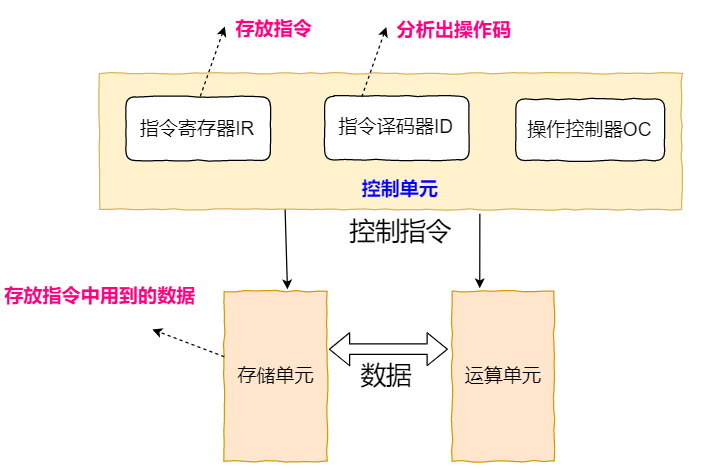 存放指令
分析出操作码
指令寄存器IR
指令译码器ID
操作控制器OC
控制单元
控制指令
存放指令中用到的数据
存储单元
数据
运算单元